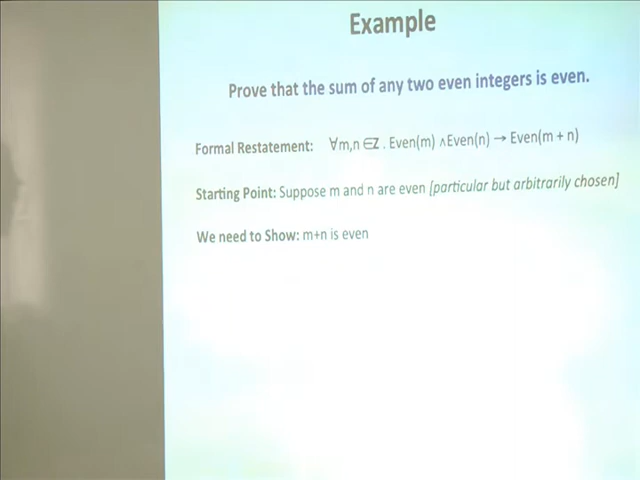 Example
Prove that the sum of any two even integers is even.
Formal Restatement: ∀m,n ∈Z . Even(m) ∧Even(n) → Even(m + n)
Starting Point: Suppose m and n are even [particular but arbitrarily chosen]
We need to Show: m+n is even